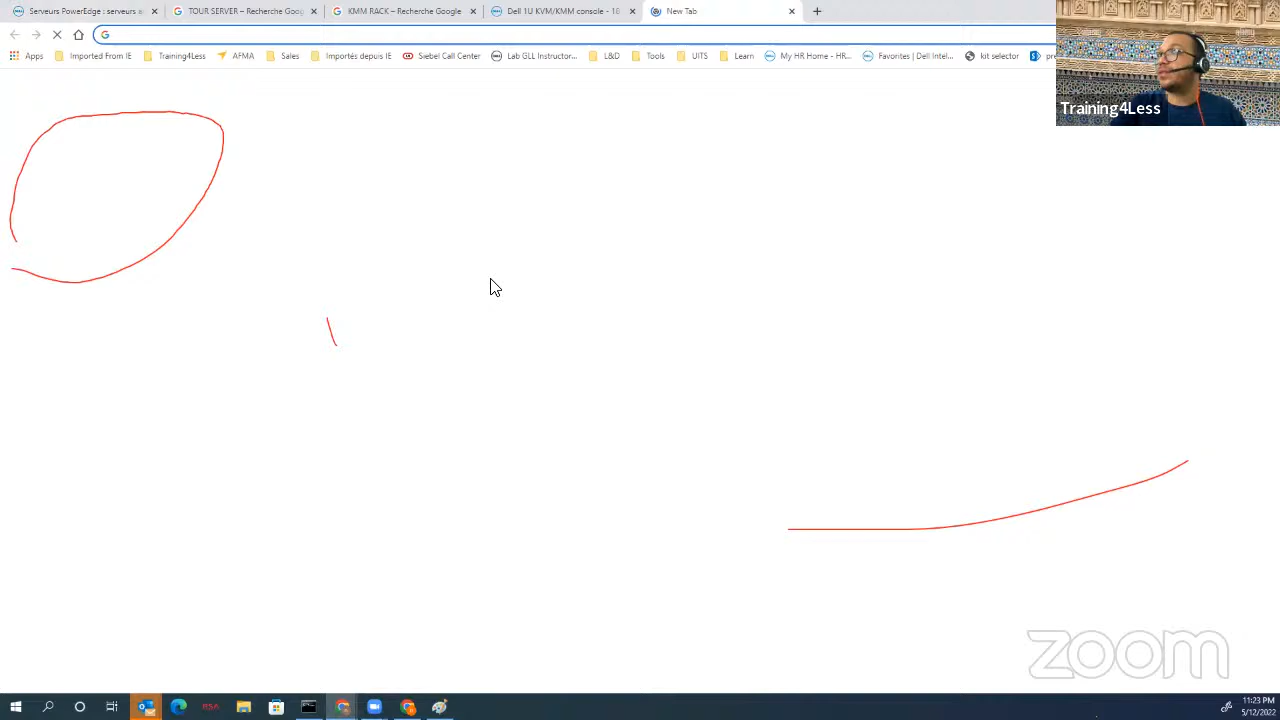 Serveurs PowerEdge : serveurs a
TOUR SERVER – Recherche Goog
KMM RACK – Recherche Google
Dell 1U KVM/KMM console - 18
New Tab
Apps
Imported From IE
Training4Less
AFMA
Sales
Importés depuis IE
Siebel Call Center
Lab GLL Instructor...
L&D
Tools
UITS
Learn
My HR Home - HR...
Favorites | Dell Intel...
kit selector
pre
Training4Less
zoom
RSA
11:23 PM
5/12/2022